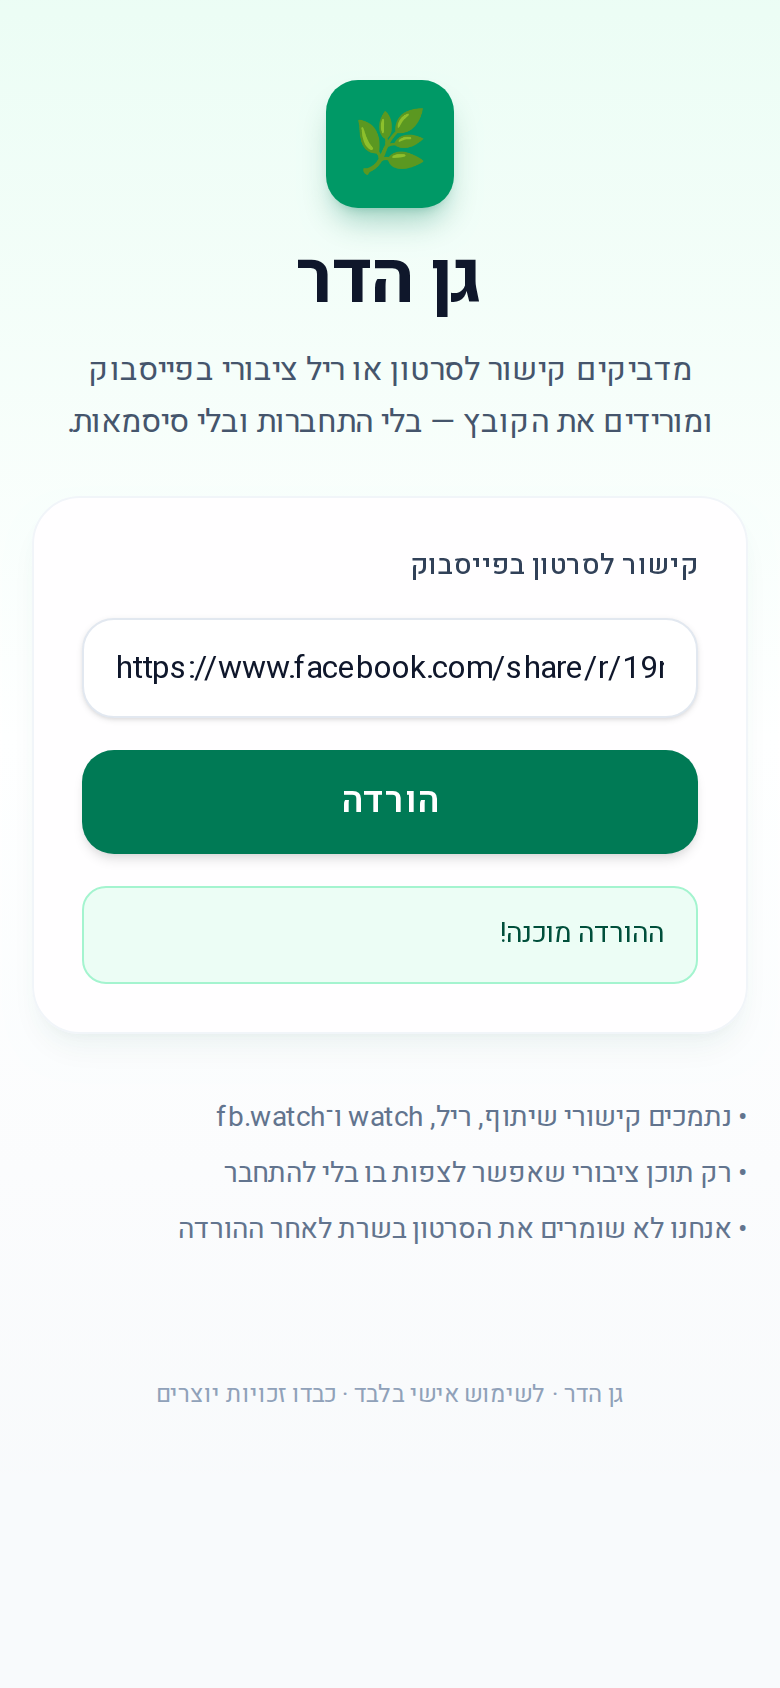 גן הדר
מדביקים קישור לסרטון או ריל ציבורי בפייסבוק
ומורידים את הקובץ — בלי התחברות ובלי סיסמאות.
קישור לסרטון בפייסבוק
https://www.facebook.com/share/r/19
הורדה
ההורדה מוכנה!
• נתמכים קישורי שיתוף, ריל, watch ו־fb.watch
• רק תוכן ציבורי שאפשר לצפות בו בלי להתחבר
• אנחנו לא שומרים את הסרטון בשרת לאחר ההורדה
גן הדר · לשימוש אישי בלבד · כבדו זכויות יוצרים